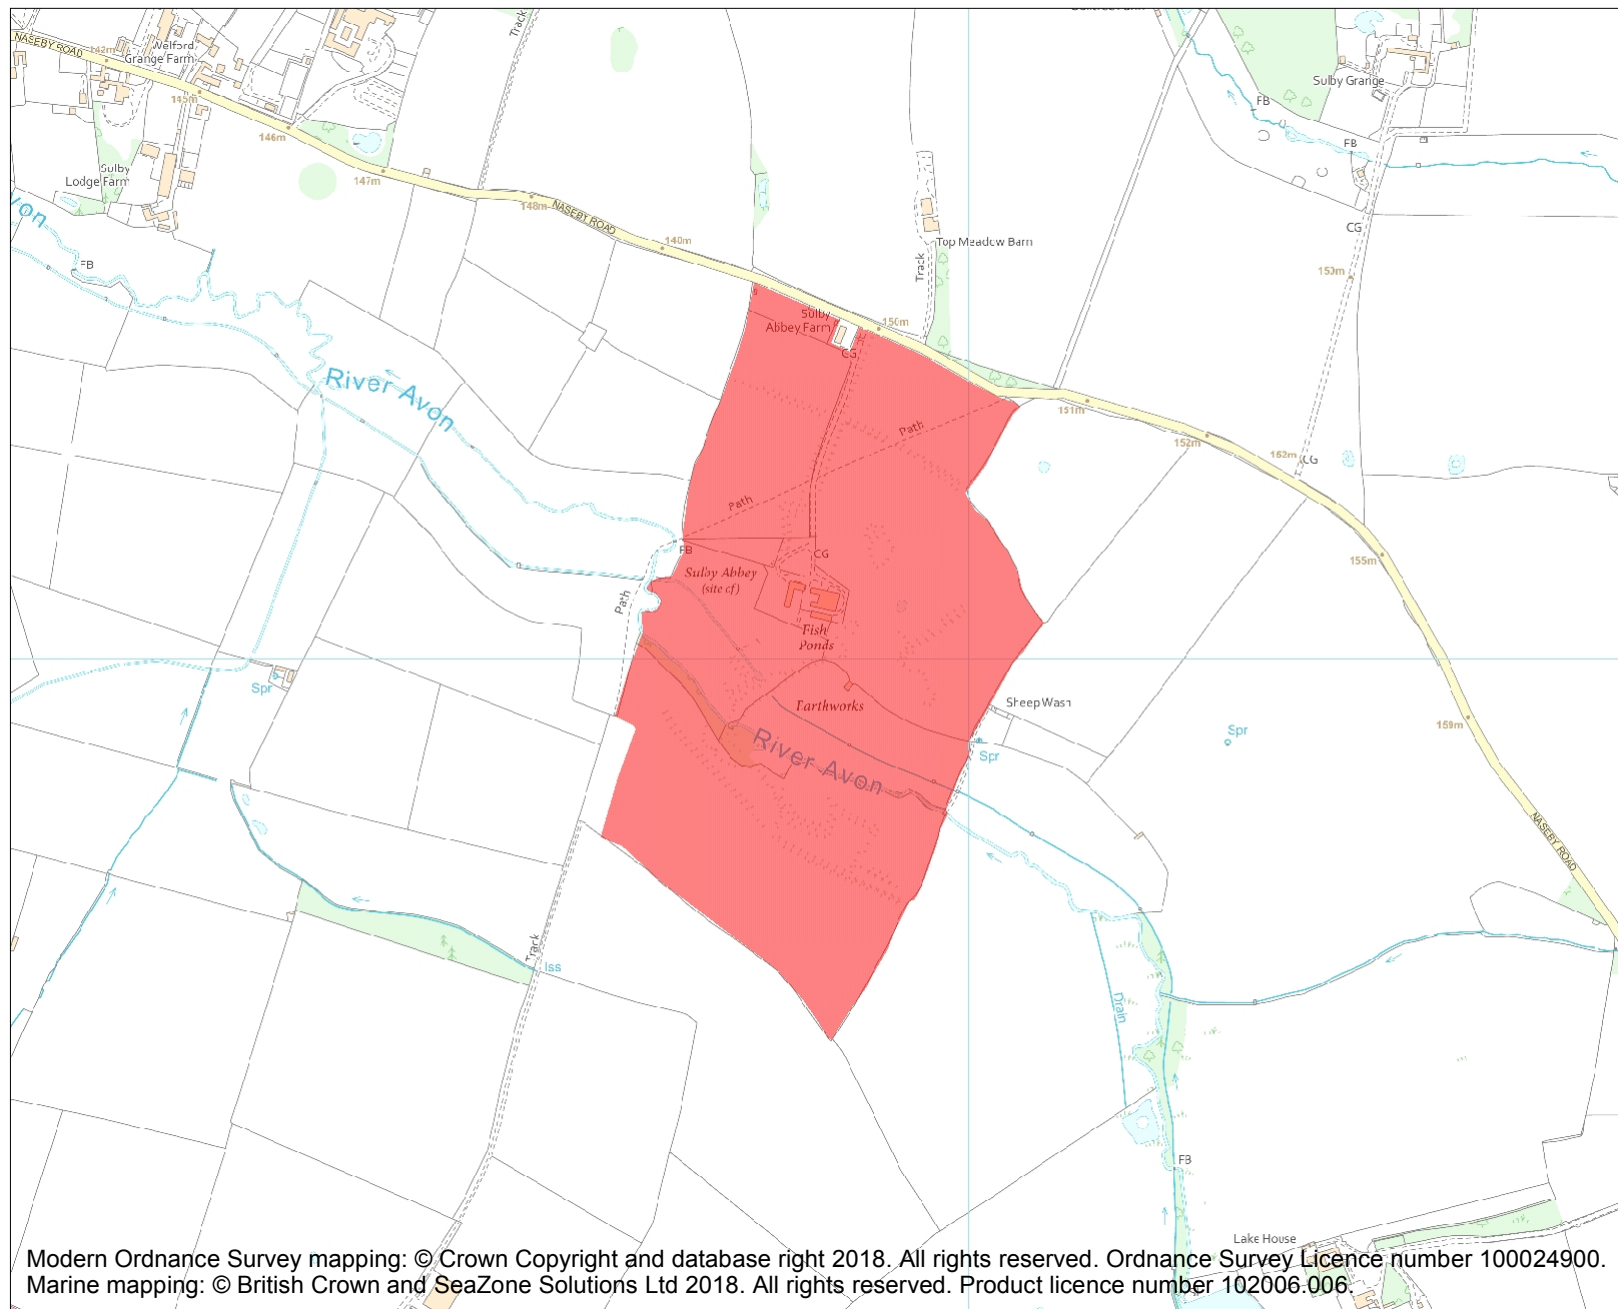 NASEBY ROAD
142m
Welford
Grange Farm
Track
145m
146m
147m
Sulby
Lodge Farm
von
FB
148m
NASEBY ROAD
140m
Top Meadow Barn
Track
Sulby Grange
FB
FB
CG
153m
Sulby
Abbey Farm
150m
CG
River Avon
151m
152m
162m
CG
Path
Path
FB
CG
Sulby Abbey
(site of)
Path
Fish
Ponds
155m
Spr
Earthworks
Sheep Wash
Spr
Spr
159m
River Avon
NASEBY ROAD
Track
Iss
Drain
FB
Lake House
Modern Ordnance Survey mapping: © Crown Copyright and database right 2018. All rights reserved. Ordnance Survey Licence number 100024900.
Marine mapping: © British Crown and SeaZone Solutions Ltd 2018. All rights reserved. Product licence number 102006.006.